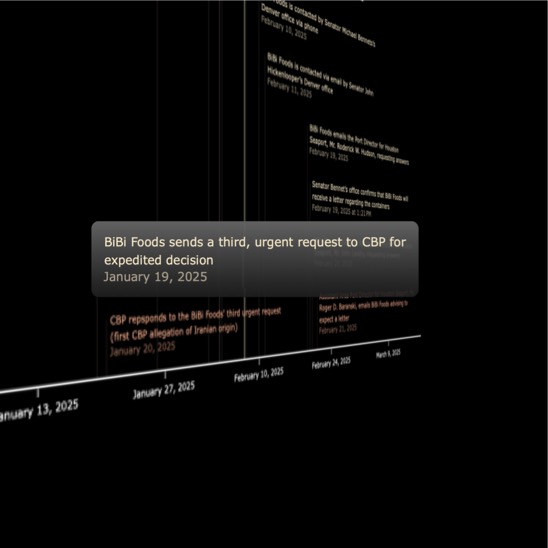 Foods is contacted by Senator Michael Bennet's
Denver office via phone
February 10, 2025
BiBi Foods is contacted via email by Senator John
Hickenlooper's Denver office
February 11, 2025
BiBi Foods emails the Port Director for Houston
Seaport, Mr. Roderick W. Hudson, requesting answers
February 19, 2025
Senator Bennet's office confirms that BiBi Foods will
receive a letter regarding the containers
February 19, 2025 at 1:21 PM
BiBi Foods sends a third, urgent request to CBP for
expedited decision
January 19, 2025
Roger D. Baranski, emails BiBi Foods advising to
expect a letter
February 21, 2025
CBP repsponds to the BiBi Foods' third urgent request
(first CBP allegation of Iranian origin)
January 20, 2025
anuary 13, 2025
January 27, 2025
February 10, 2025
February 24, 2025
March 9, 2025